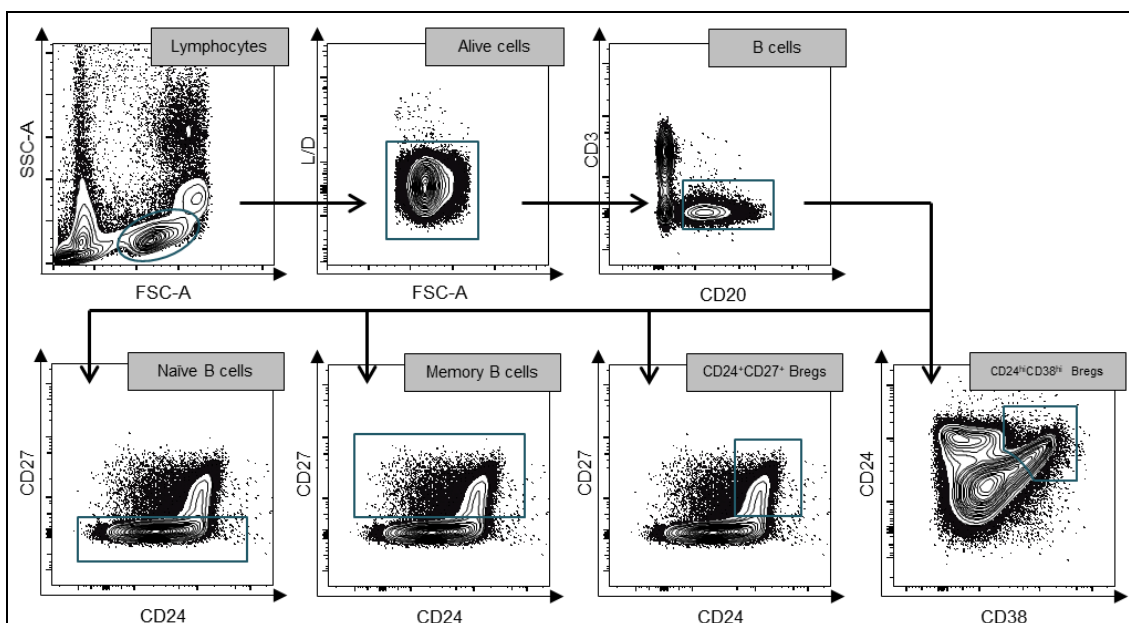 Lymphocytes
SSC-A
FSC-A
Alive cells
L/D
FSC-A
B cells
CD3
CD20
Naïve B cells
CD27
CD24
Memory B cells
CD27
CD24
CD24⁺CD27⁺ Bregs
CD27
CD24
CD24ʰⁱCD38ʰⁱ Bregs
CD24
CD38